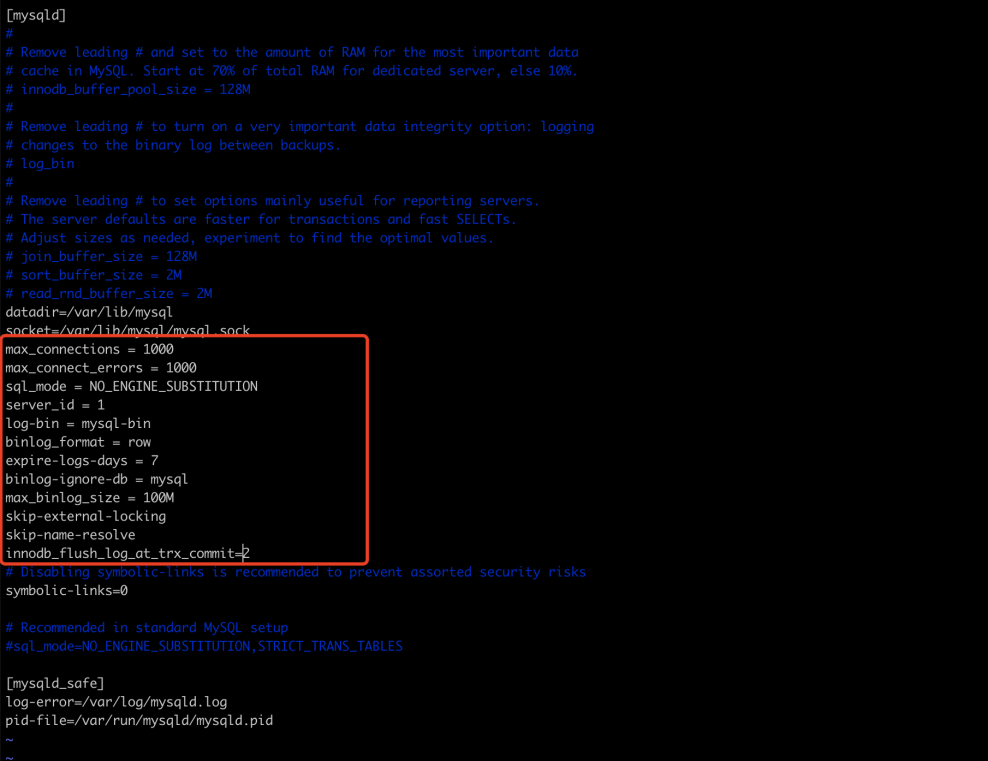 [mysqld]
#
# Remove leading # and set to the amount of RAM for the most important data
# cache in MySQL. Start at 70% of total RAM for dedicated server, else 10%.
# innodb_buffer_pool_size = 128M
#
# Remove leading # to turn on a very important data integrity option: logging
# changes to the binary log between backups.
# log_bin
#
# Remove leading # to set options mainly useful for reporting servers.
# The server defaults are faster for transactions and fast SELECTs.
# Adjust sizes as needed, experiment to find the optimal values.
# join_buffer_size = 128M
# sort_buffer_size = 2M
# read_rnd_buffer_size = 2M
datadir=/var/lib/mysql
socket=/var/lib/mysql/mysql.sock
max_connections = 1000
max_connect_errors = 1000
sql_mode = NO_ENGINE_SUBSTITUTION
server_id = 1
log-bin = mysql-bin
binlog_format = row
expire-logs-days = 7
binlog-ignore-db = mysql
max_binlog_size = 100M
skip-external-locking
skip-name-resolve
innodb_flush_log_at_trx_commit=2
# Disabling symbolic-links is recommended to prevent assorted security risks
symbolic-links=0
# Recommended in standard MySQL setup
#sql_mode=NO_ENGINE_SUBSTITUTION,STRICT_TRANS_TABLES
[mysqld_safe]
log-error=/var/log/mysqld.log
pid-file=/var/run/mysqld/mysqld.pid
~
~